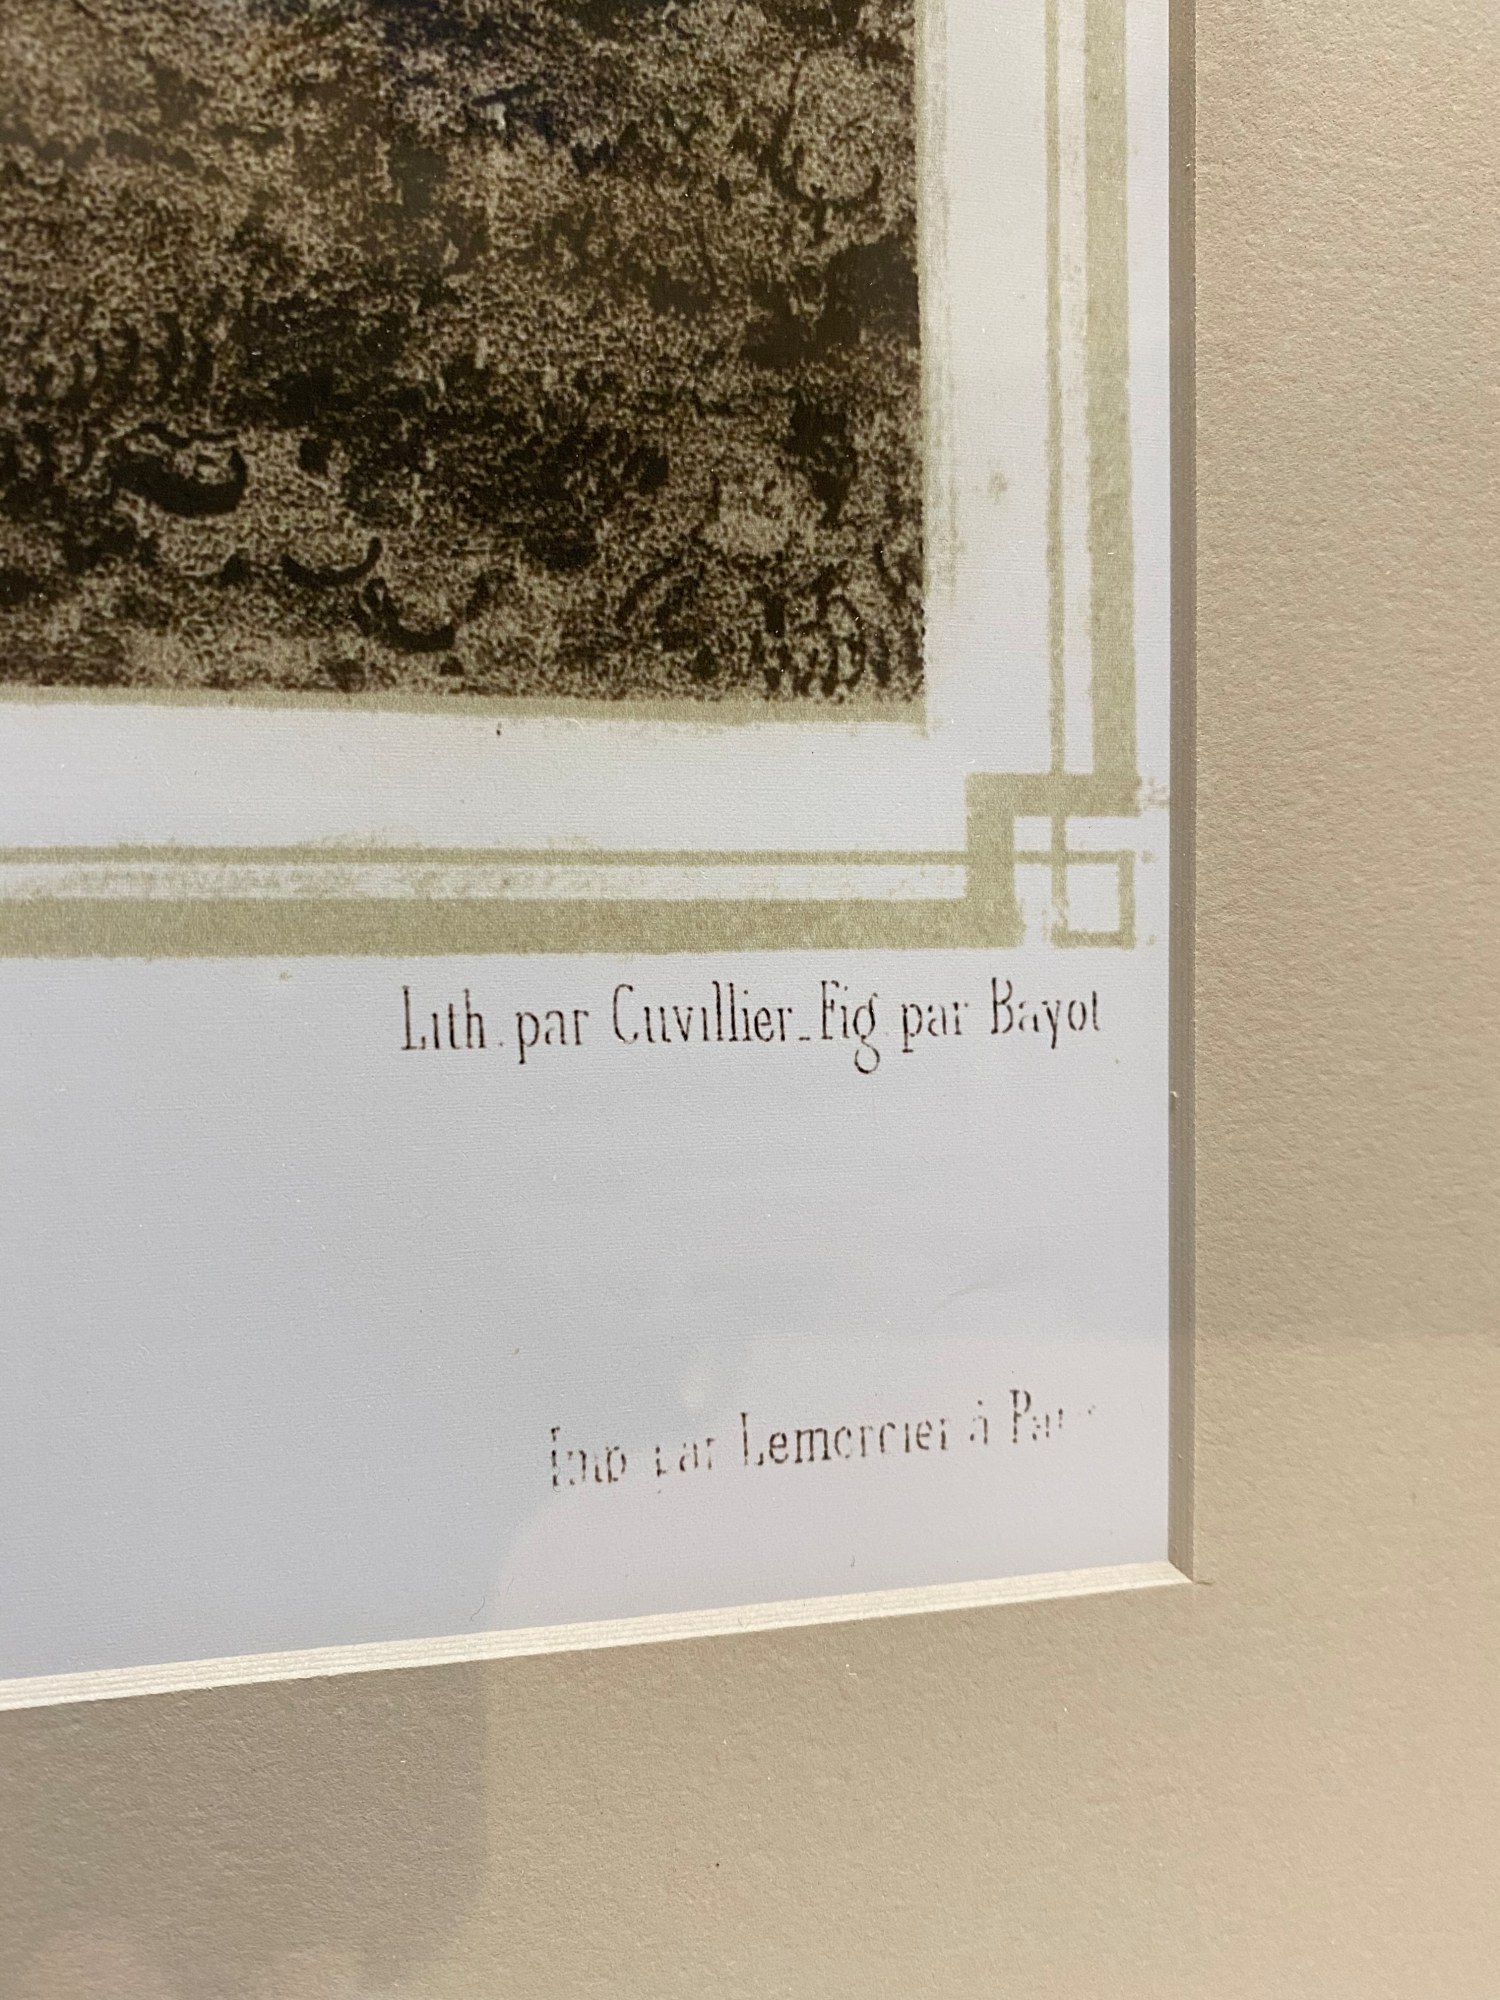 Lith. par Cuvillier_Fig. par Bayot
Imp par Lemercier à